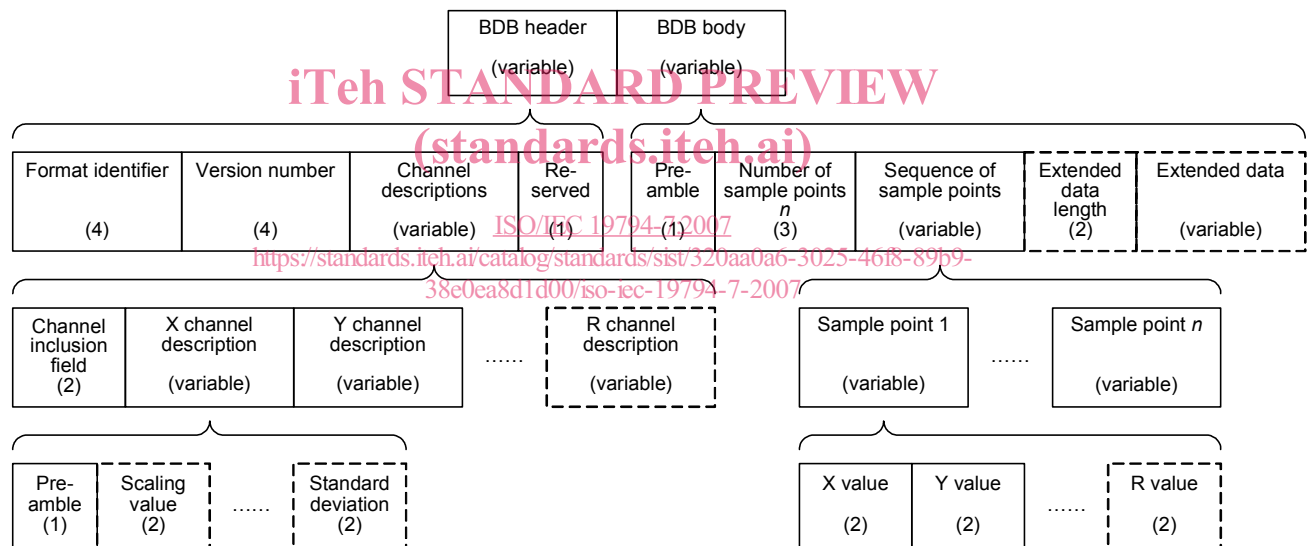 BDB header BDB body
(variable) (variable)
iTeh STANDARD PREVIEW
(standards.iteh.ai)
Format identifier Version number Channel descriptions Re-served Pre-amble Number of sample points n Sequence of sample points Extended data length Extended data
(4) (4) (variable) (1) (1) (3) (variable) (2) (variable)
ISO/IEC 19794-7:2007
https://standards.iteh.ai/catalog/standards/sist/320aa0a6-3025-46f8-89b9-
38e0ea8d1d00/iso-iec-19794-7-2007
Channel inclusion field X channel description Y channel description ...... R channel description Sample point 1 ...... Sample point n
(2) (variable) (variable) (variable) (variable) (variable)
Pre-amble Scaling value ...... Standard deviation X value Y value ...... R value
(1) (2) (2) (2) (2) (2)